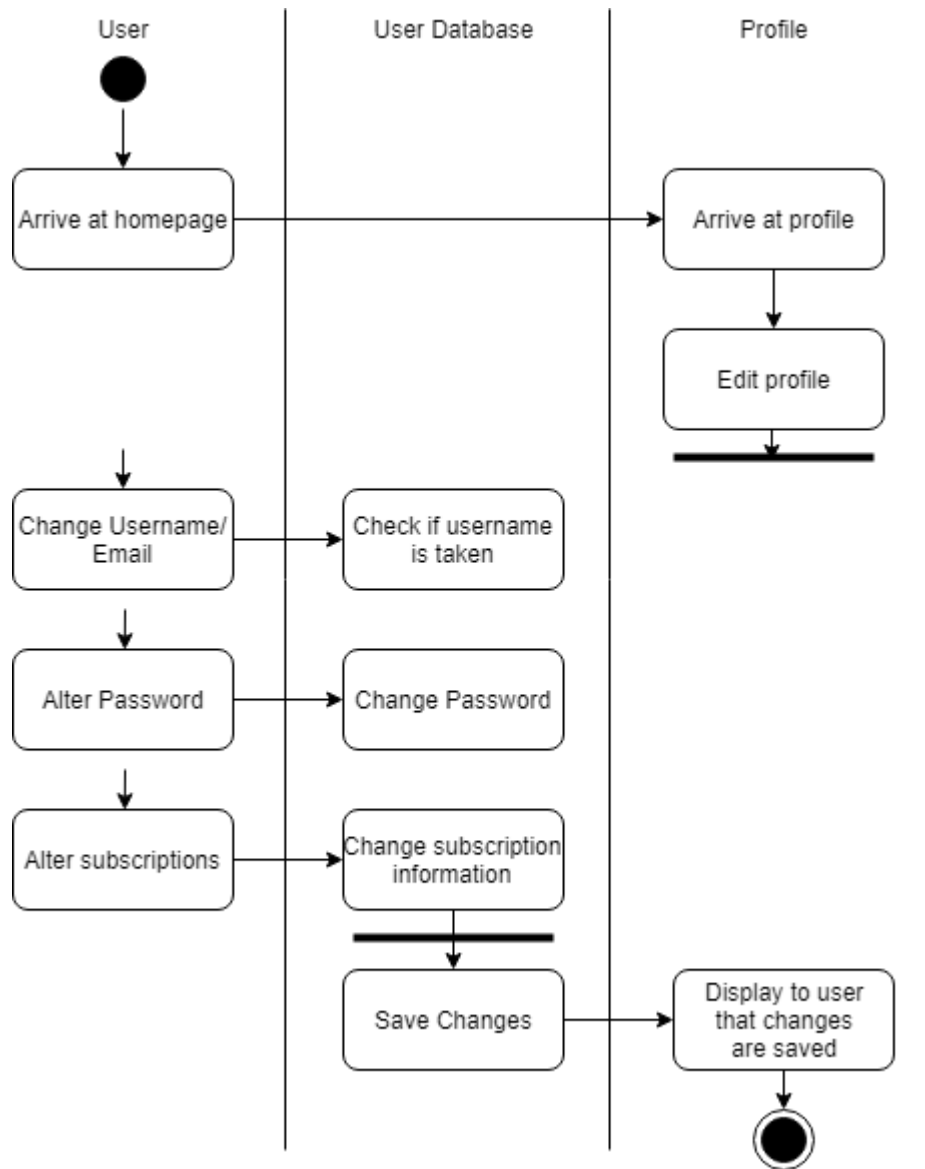 User
User Database
Profile
Arrive at homepage
Arrive at profile
Edit profile
Change Username/
Email
Check if username
is taken
Alter Password
Change Password
Alter subscriptions
Change subscription
information
Save Changes
Display to user
that changes
are saved